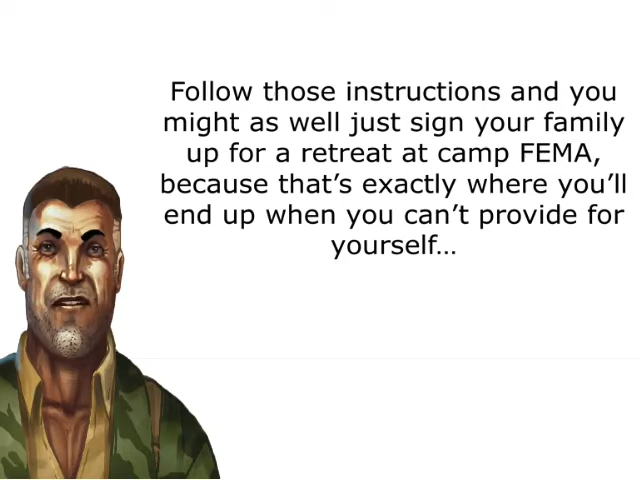 Follow those instructions and you
might as well just sign your family
up for a retreat at camp FEMA,
because that’s exactly where you’ll
end up when you can’t provide for
yourself…